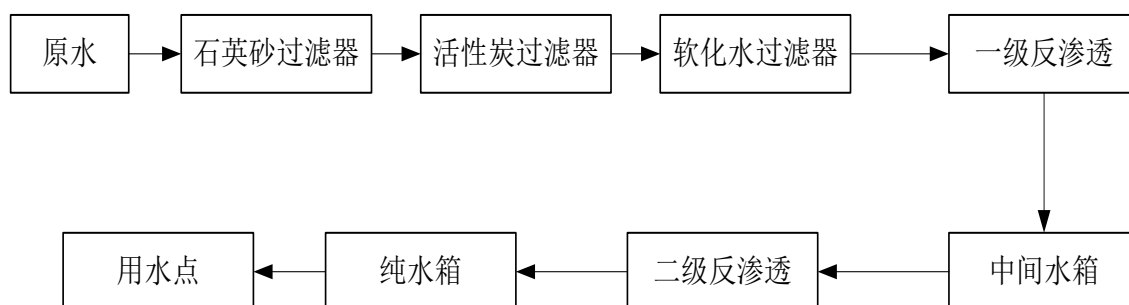 原水
石英砂过滤器
活性炭过滤器
软化水过滤器
一级反渗透
中间水箱
二级反渗透
纯水箱
用水点